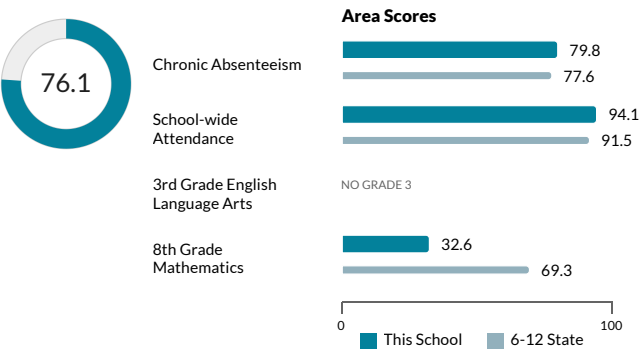 76.1
Area Scores
Chronic Absenteeism
79.8
77.6
School-wide
Attendance
94.1
91.5
3rd Grade English
Language Arts
NO GRADE 3
8th Grade
Mathematics
32.6
69.3
0
100
This School
6-12 State